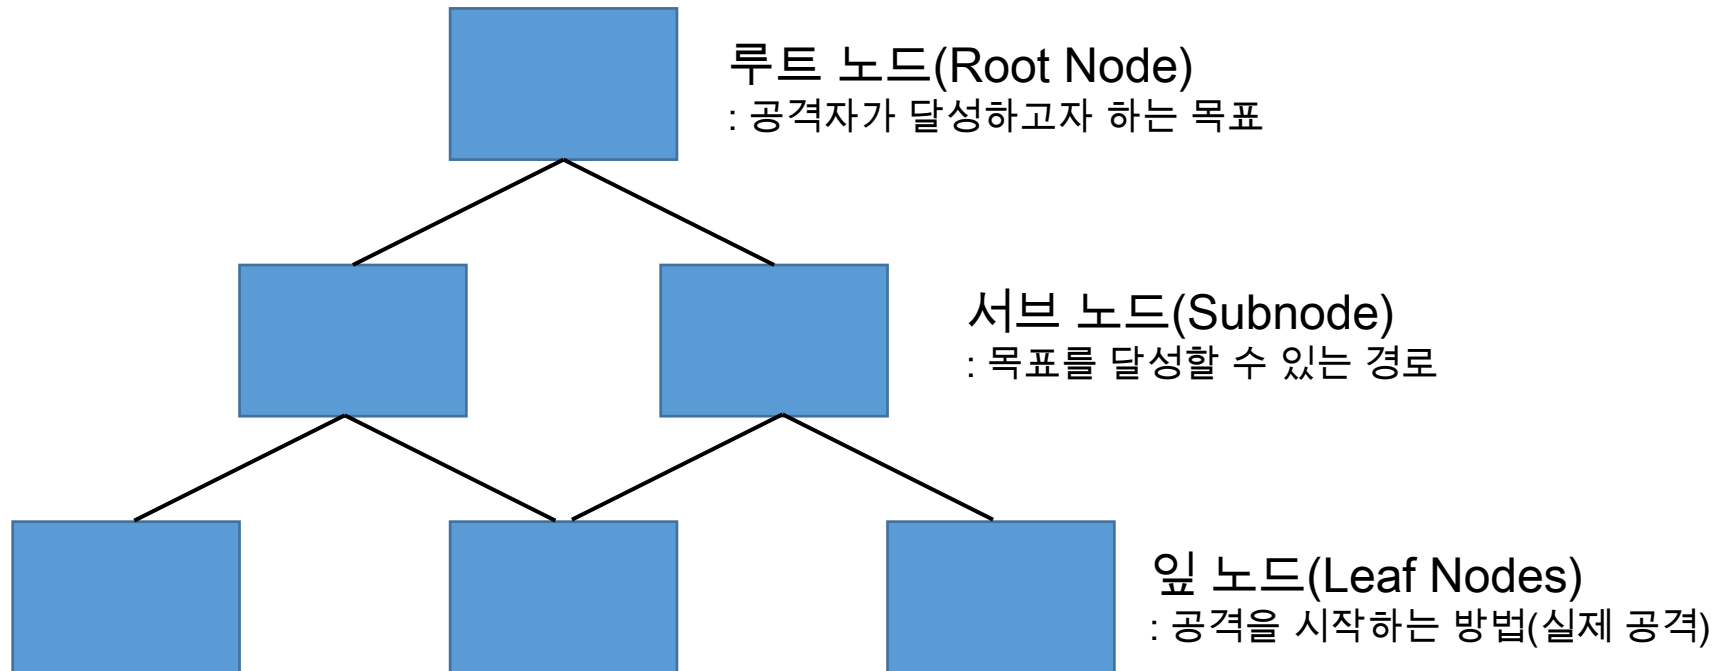 루트 노드(Root Node)
: 공격자가 달성하고자 하는 목표
서브 노드(Subnode)
: 목표를 달성할 수 있는 경로
잎 노드(Leaf Nodes)
: 공격을 시작하는 방법(실제 공격)